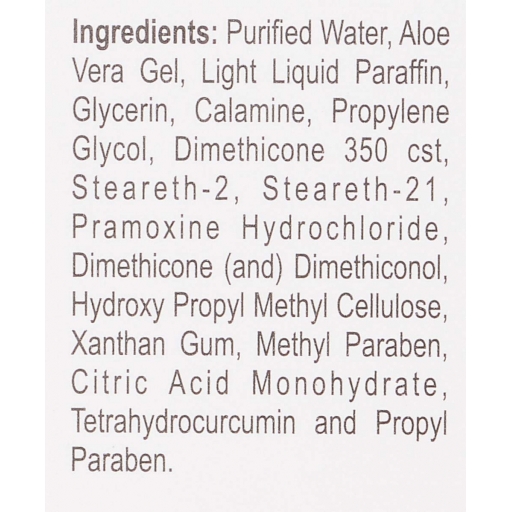 Ingredients: Purified Water, Aloe
Vera Gel, Light Liquid Paraffin,
Glycerin, Calamine, Propylene
Glycol, Dimethicone 350 cst,
Steareth-2, Steareth-21,
Pramoxine Hydrochloride,
Dimethicone (and) Dimethiconol,
Hydroxy Propyl Methyl Cellulose,
Xanthan Gum, Methyl Paraben,
Citric Acid Monohydrate,
Tetrahydrocurcumin and Propyl
Paraben.